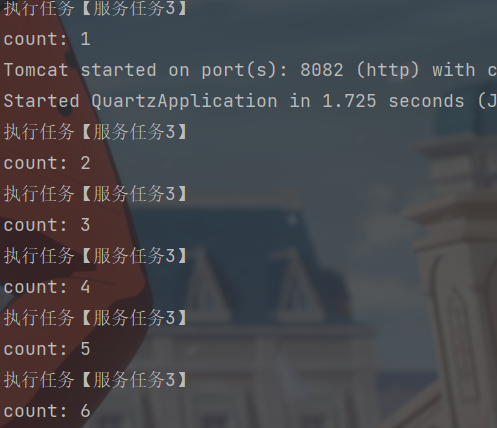 执行任务【服务任务3】
count: 1
Tomcat started on port(s): 8082 (http) with c
Started QuartzApplication in 1.725 seconds (J
执行任务【服务任务3】
count: 2
执行任务【服务任务3】
count: 3
执行任务【服务任务3】
count: 4
执行任务【服务任务3】
count: 5
执行任务【服务任务3】
count: 6